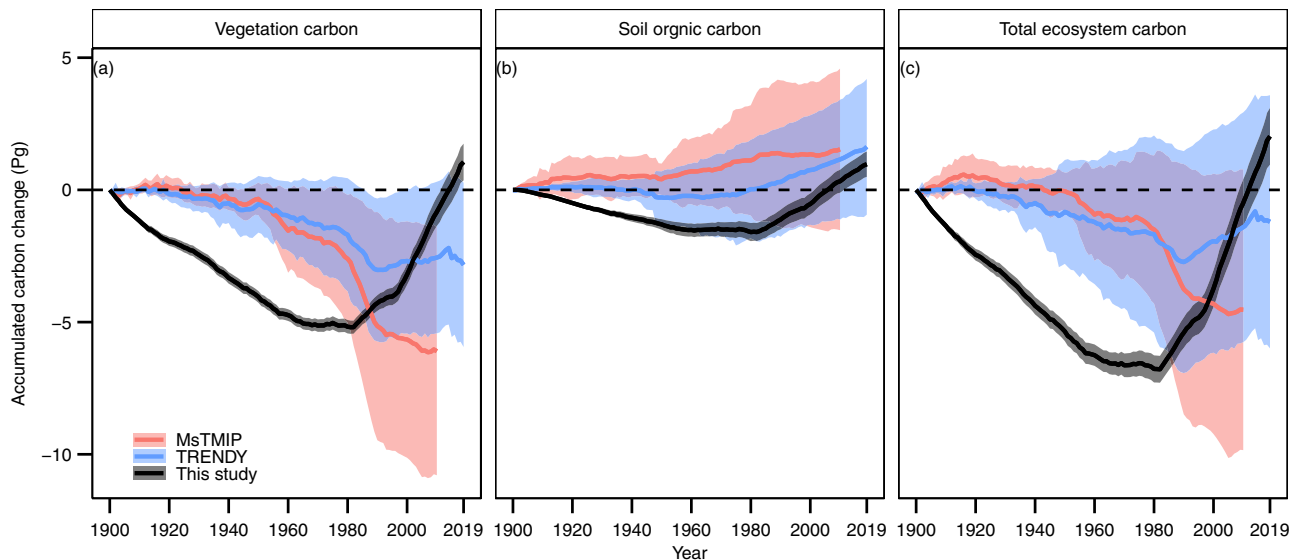 Vegetation carbon
Soil orgnic carbon
Total ecosystem carbon
(a)
(b)
(c)
5
0
−5
−10
Accumulated carbon change (Pg)
MsTMIP
TRENDY
This study
1900 1920 1940 1960 1980 2000 2019
1900 1920 1940 1960 1980 2000 2019
1900 1920 1940 1960 1980 2000 2019
Year